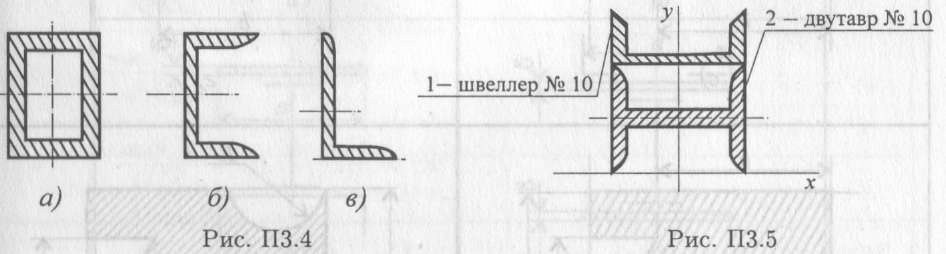 y
2 – двутавр № 10
1– швеллер № 10
x
а) б) в)
Рис. П3.4 Рис. П3.5